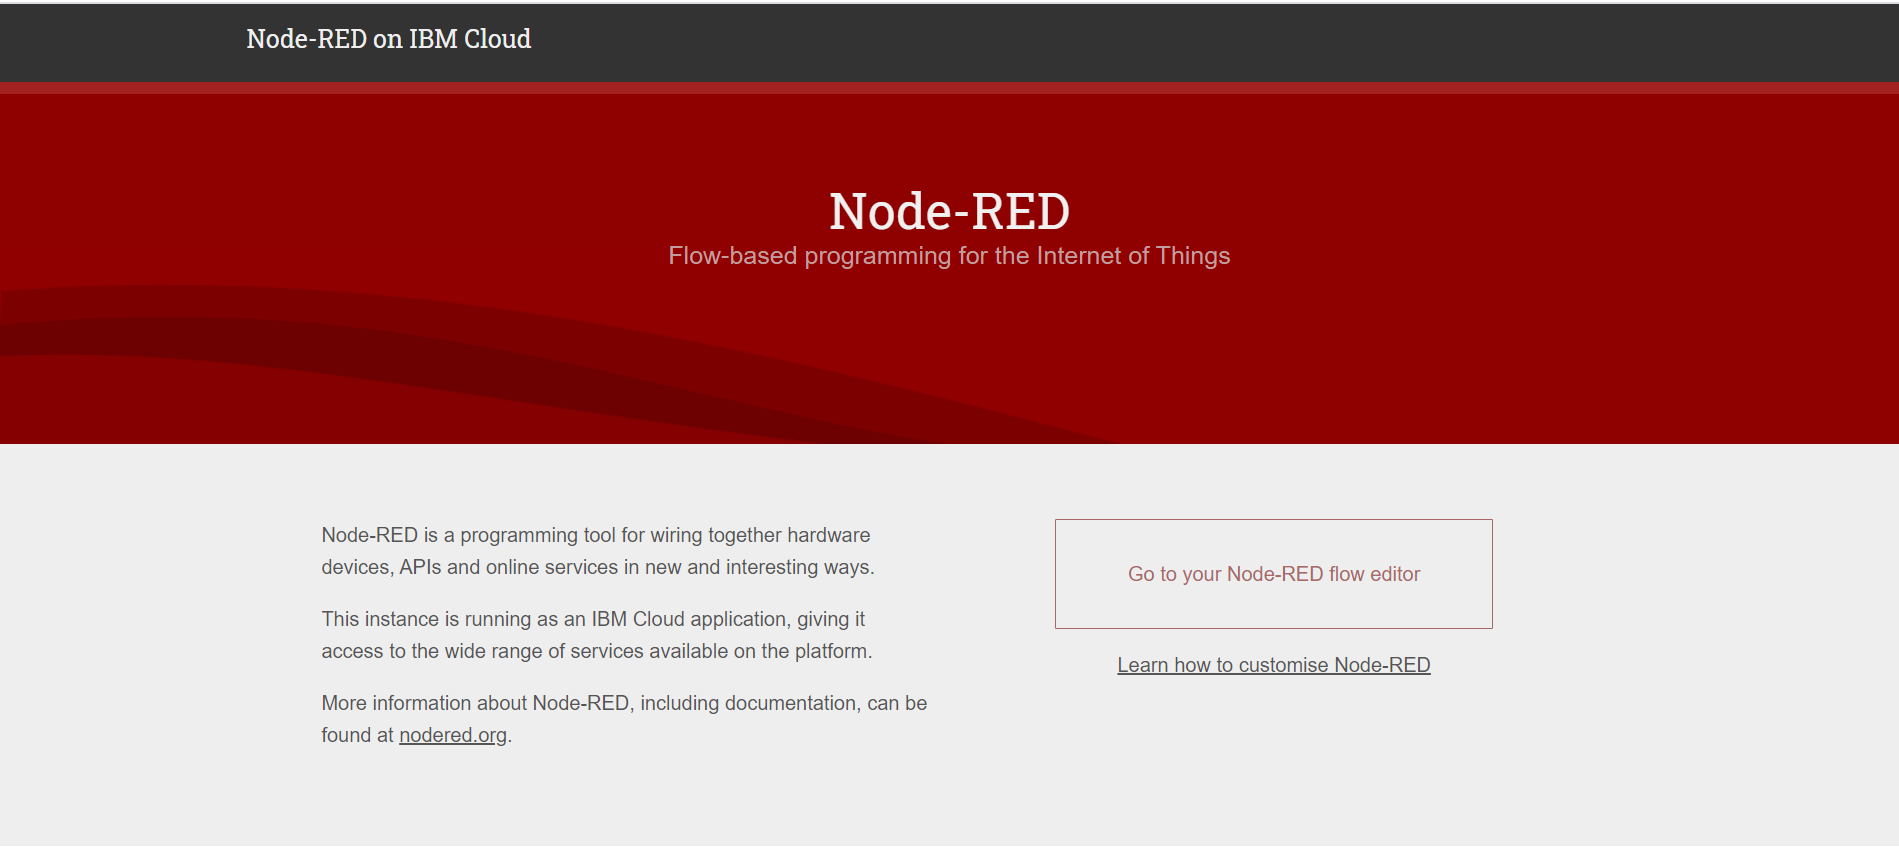 Node-RED on IBM Cloud
Node-RED
Flow-based programming for the Internet of Things
Node-RED is a programming tool for wiring together hardware
devices, APIs and online services in new and interesting ways.
This instance is running as an IBM Cloud application, giving it
access to the wide range of services available on the platform.
More information about Node-RED, including documentation, can be
found at nodered.org.
Go to your Node-RED flow editor
Learn how to customise Node-RED